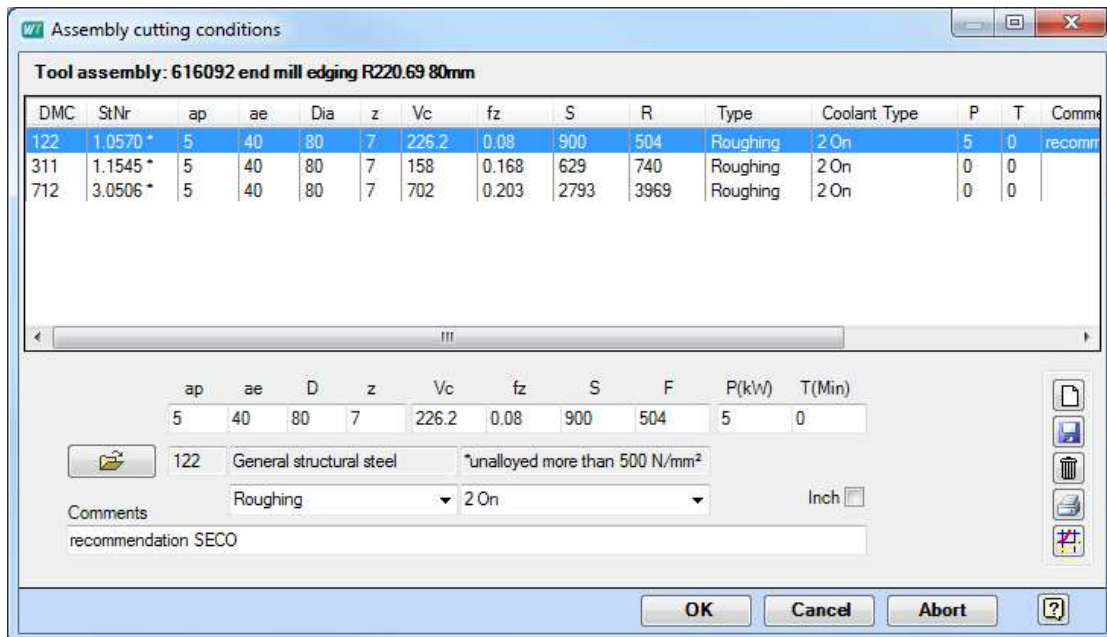 WT Assembly cutting conditions
Tool assembly: 616092 end mill edging R220.69 80mm
DMC StNr ap ae Dia z Vc fz S R Type Coolant Type P T Comme
122 1.0570 * 5 40 80 7 226.2 0.08 900 504 Roughing 2 On 5 0 recomm
311 1.1545 * 5 40 80 7 158 0.168 629 740 Roughing 2 On 0 0
712 3.0506 * 5 40 80 7 702 0.203 2793 3969 Roughing 2 On 0 0
ap ae D z Vc fz S F P(kW) T(Min)
5 40 80 7 226.2 0.08 900 504 5 0
122 General structural steel *unalloyed more than 500 N/mm²
Roughing 2 On Inch
Comments
recommendation SECO
OK Cancel Abort ?